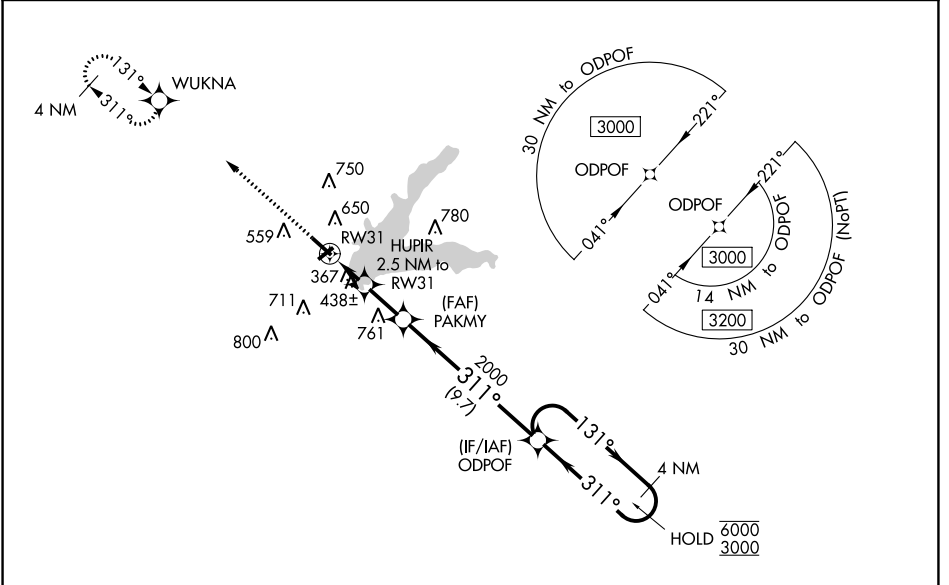 131°
WUKNA
311°
4 NM
30 NM to ODPOF
3000
221°
ODPOF
041°
221°
ODPOF
3000
041°
14 NM to ODPOF
3200
30 NM to ODPOF (NoPT)
750
650
780
559
RW31
HUPIR
2.5 NM to
RW31
367
438±
711
761
800
(FAF)
PAKMY
2000
311°
(9.7)
(IF/IAF)
ODPOF
131°
4 NM
311°
HOLD
6000
3000